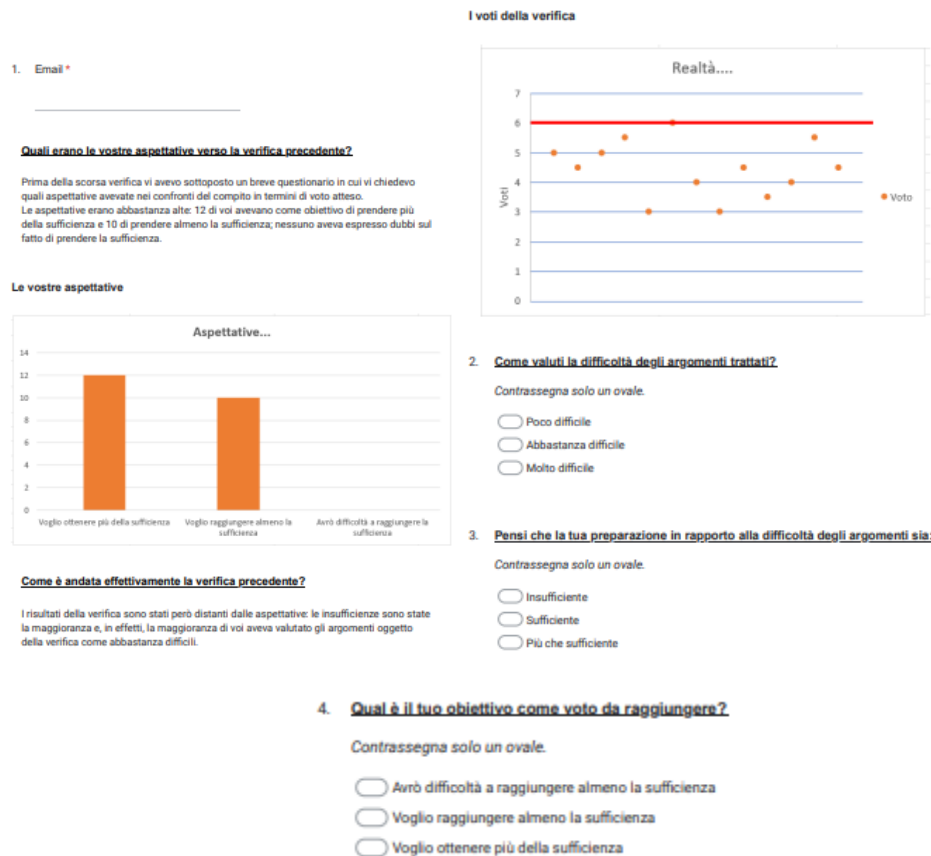 1. Email *
Quali erano le vostre aspettative verso la verifica precedente?
Prima della scorsa verifica vi avevo sottoposto un breve questionario in cui vi chiedevo
quali aspettative avevate nei confronti del compito in termini di voto atteso.
Le aspettative erano abbastanza alte: 12 di voi avevano come obiettivo di prendere più
della sufficienza e 10 di prendere almeno la sufficienza; nessuno aveva espresso dubbi sul
fatto di prendere la sufficienza.
Le vostre aspettative
Aspettative...
14
12
10
8
6
4
2
0
Voglio ottenere più della sufficienza
Voglio raggiungere almeno la
sufficienza
Avrò difficoltà a raggiungere la
sufficienza
Come è andata effettivamente la verifica precedente?
I risultati della verifica sono stati però distanti dalle aspettative: le insufficienze sono state
la maggioranza e, in effetti, la maggioranza di voi aveva valutato gli argomenti oggetto
della verifica come abbastanza difficili.
I voti della verifica
Realtà....
7
6
5
4
3
2
1
0
Voti
Voto
2. Come valuti la difficoltà degli argomenti trattati?
Contrassegna solo un ovale.
Poco difficile
Abbastanza difficile
Molto difficile
3. Pensi che la tua preparazione in rapporto alla difficoltà degli argomenti sia:
Contrassegna solo un ovale.
Insufficiente
Sufficiente
Più che sufficiente
4. Qual è il tuo obiettivo come voto da raggiungere?
Contrassegna solo un ovale.
Avrò difficoltà a raggiungere almeno la sufficienza
Voglio raggiungere almeno la sufficienza
Voglio ottenere più della sufficienza